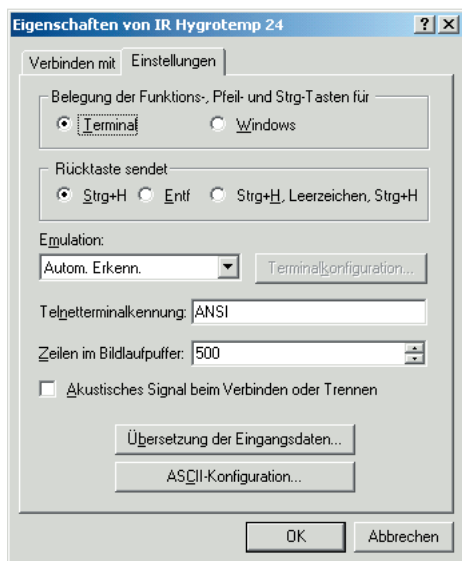 Eigenschaften von IR Hygrotemp 24
Verbinden mit Einstellungen
Belegung der Funktions-, Pfeil- und Strg-Tasten für
Terminal Windows
Rücktaste sendet
Strg+H Entf Strg+H, Leerzeichen, Strg+H
Emulation:
Autom. Erkenn. Terminalkonfiguration...
Telnetterminalkennung: ANSI
Zeilen im Bildlaufpuffer: 500
Akustisches Signal beim Verbinden oder Trennen
Übersetzung der Eingangsdaten...
ASCII-Konfiguration...
OK Abbrechen